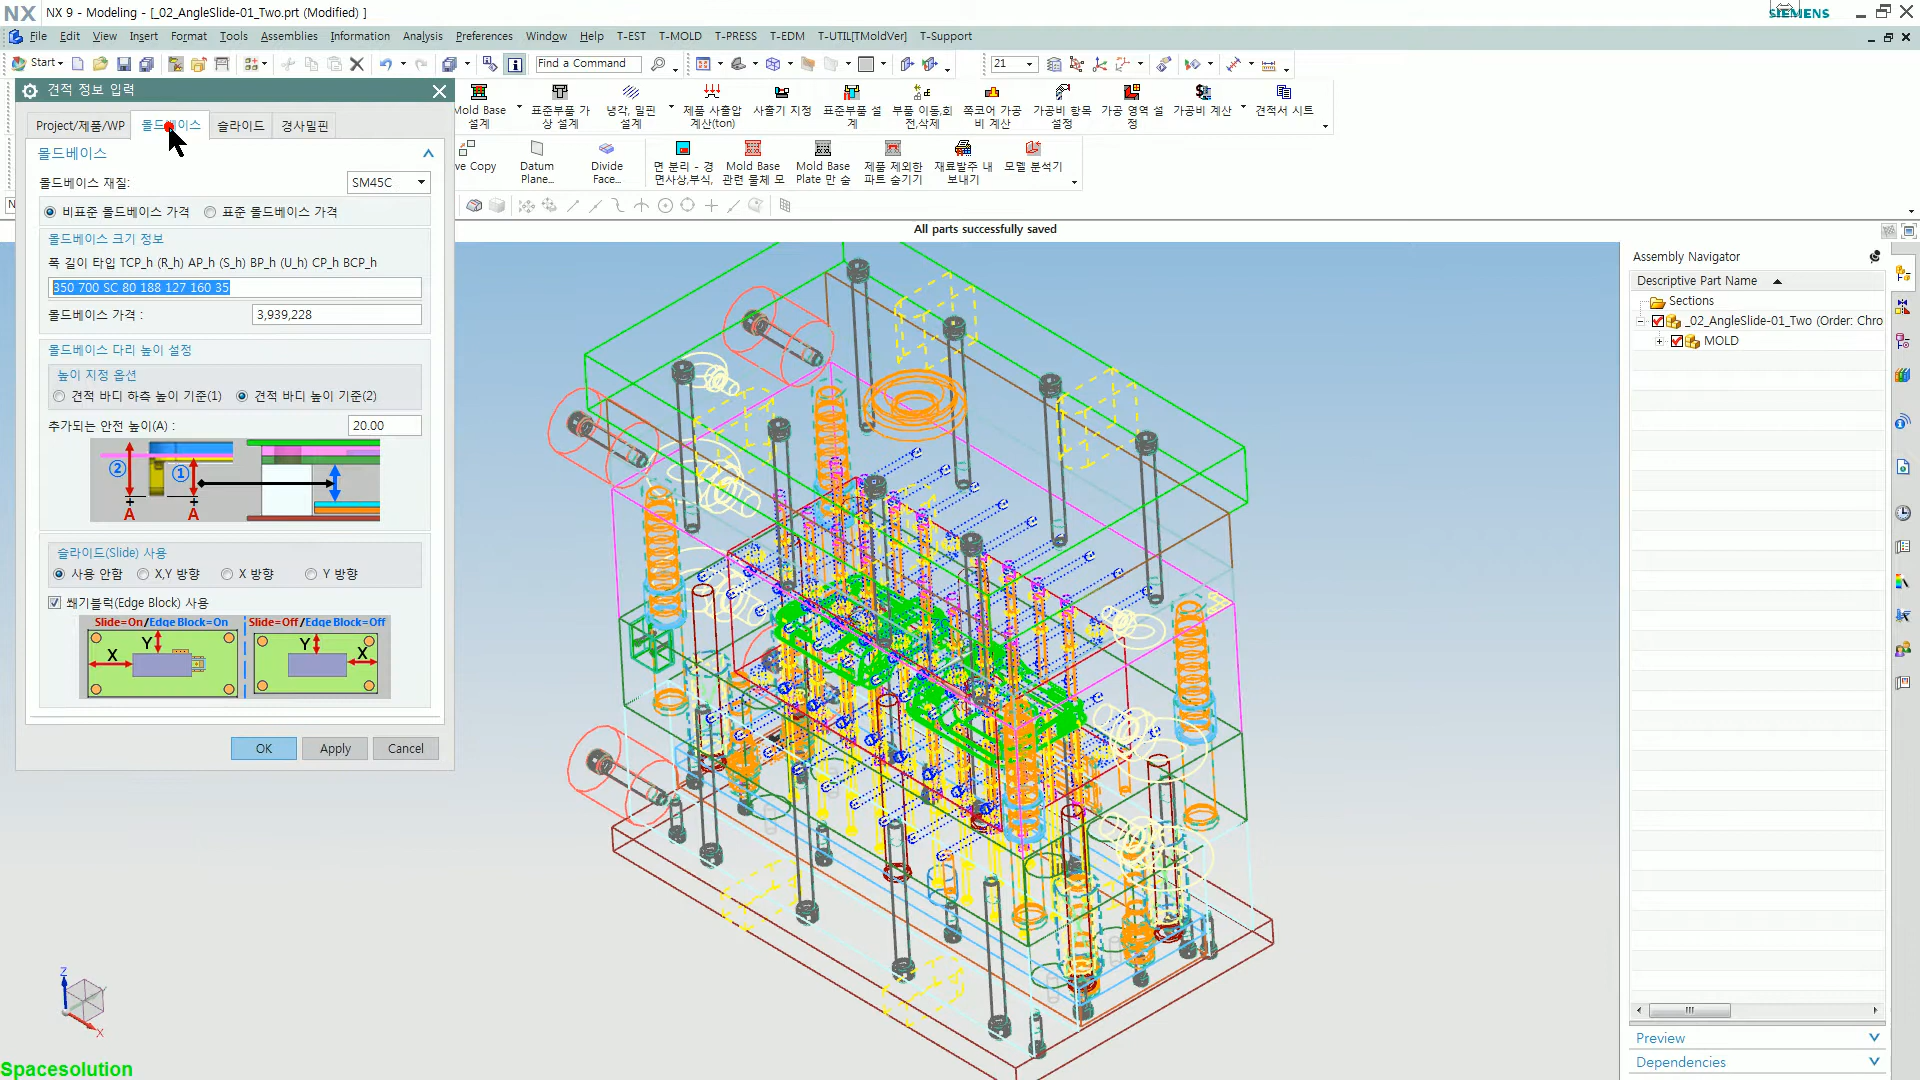 NX NX 9 - Modeling - [_02_AngleSlide-01_Two.prt (Modified) ] SIEMENS
File Edit View Insert Format Tools Assemblies Information Analysis Preferences Window Help T-EST T-MOLD T-PRESS T-EDM T-UTIL[TMoldVer] T-Support
Start Find a Command 21
견적 정보 입력
Mold Base 설계
표준부품 가상 설계
냉각, 밀핀 설계
제품 사출압 계산(ton)
사출기 지정
표준부품 설계
부품 이동,회전,삭제
쪽코어 가공비 계산
가공비 항목 설정
가공 영역 설정
가공비 계산
견적서 시트
Project/제품/WP 몰드베이스 슬라이드 경사밀핀
ve Copy
Datum Plane...
Divide Face...
면 분리 - 경면사상,부식,
Mold Base 관련 물체 모
Mold Base Plate 만 숨
제품 제외한 파트 숨기기
재료발주 내보내기
모델 분석기
몰드베이스
몰드베이스 재질: SM45C
N
비표준 몰드베이스 가격 표준 몰드베이스 가격
All parts successfully saved
몰드베이스 크기 정보
폭 길이 타입 TCP_h (R_h) AP_h (S_h) BP_h (U_h) CP_h BCP_h
350 700 SC 80 188 127 160 35
몰드베이스 가격 : 3,939,228
몰드베이스 다리 높이 설정
높이 지정 옵션
견적 바디 하측 높이 기준(1) 견적 바디 높이 기준(2)
추가되는 안전 높이(A) : 20.00
② ①
A A
슬라이드(Slide) 사용
사용 안함 X,Y 방향 X 방향 Y 방향
쐐기블럭(Edge Block) 사용
Slide=On/Edge Block=On Slide=Off/Edge Block=Off
X Y Y X
OK Apply Cancel
Assembly Navigator
Descriptive Part Name
Sections
_02_AngleSlide-01_Two (Order: Chro
MOLD
Preview
Dependencies
Z
X
Spacesolution